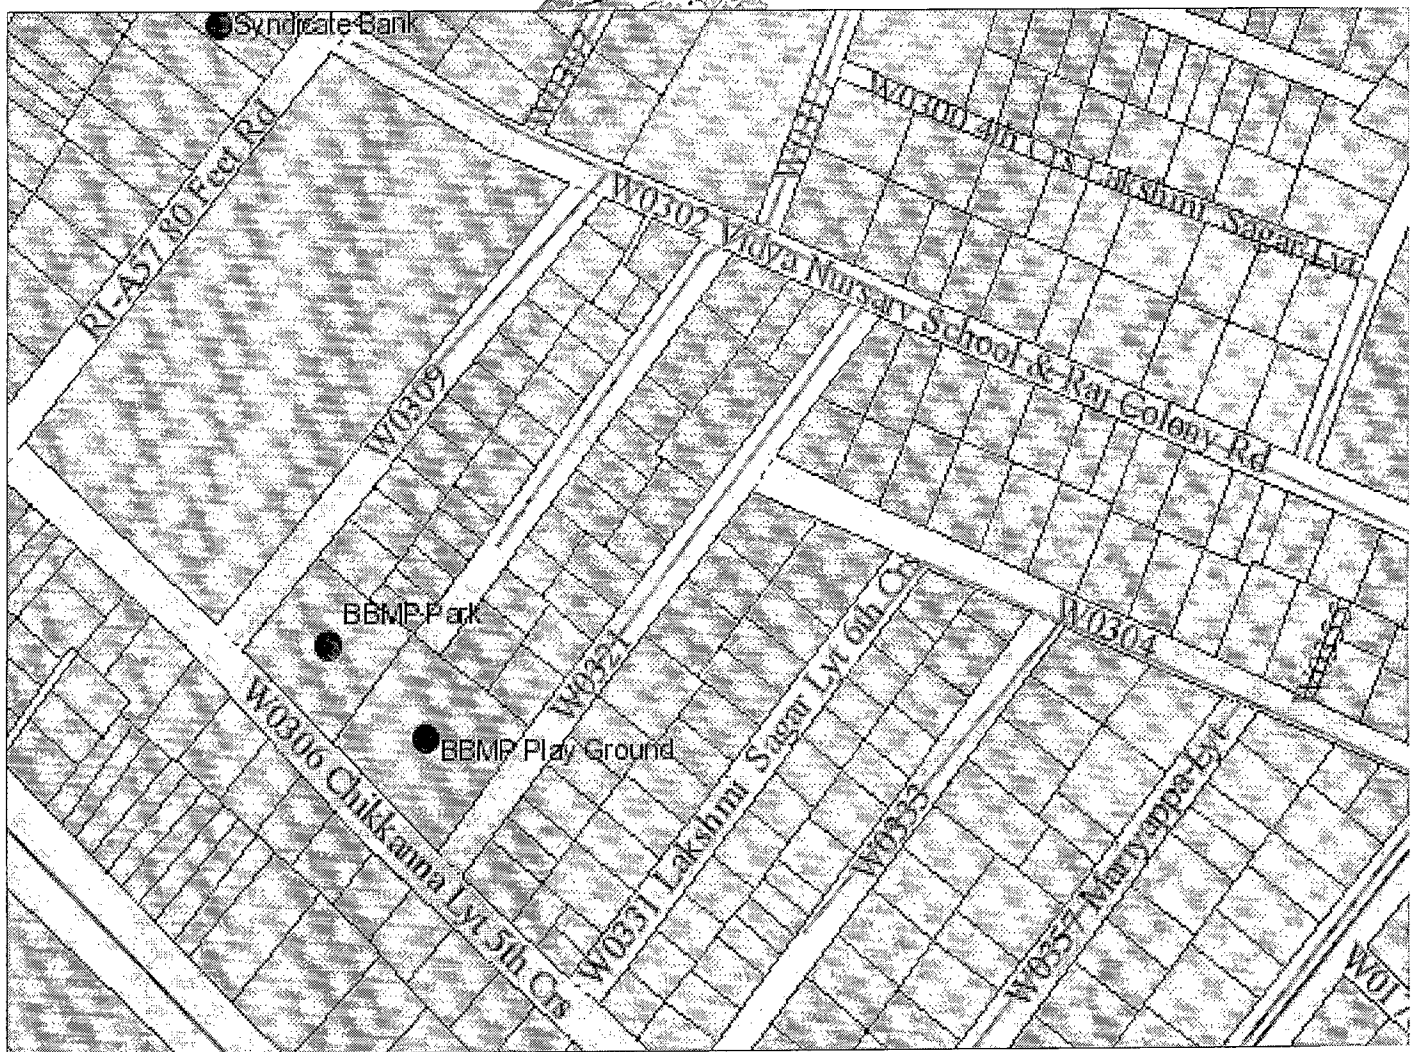 Syndicate Bank
RI-AS7 80 Feet Rd
W0300 4th Crs Lakshmi Sagar Lyt
W0302 Vidya Nursary School & Raj Colony Rd
W0309
BBMP Park
W0321
W0304
BBMP Play Ground
W0306 Chikkanna Lyt 5th Crs
W0331 Lakshmi Sagar Lyt 6th Crs
W0333
W0357 Mariyappa Lyt